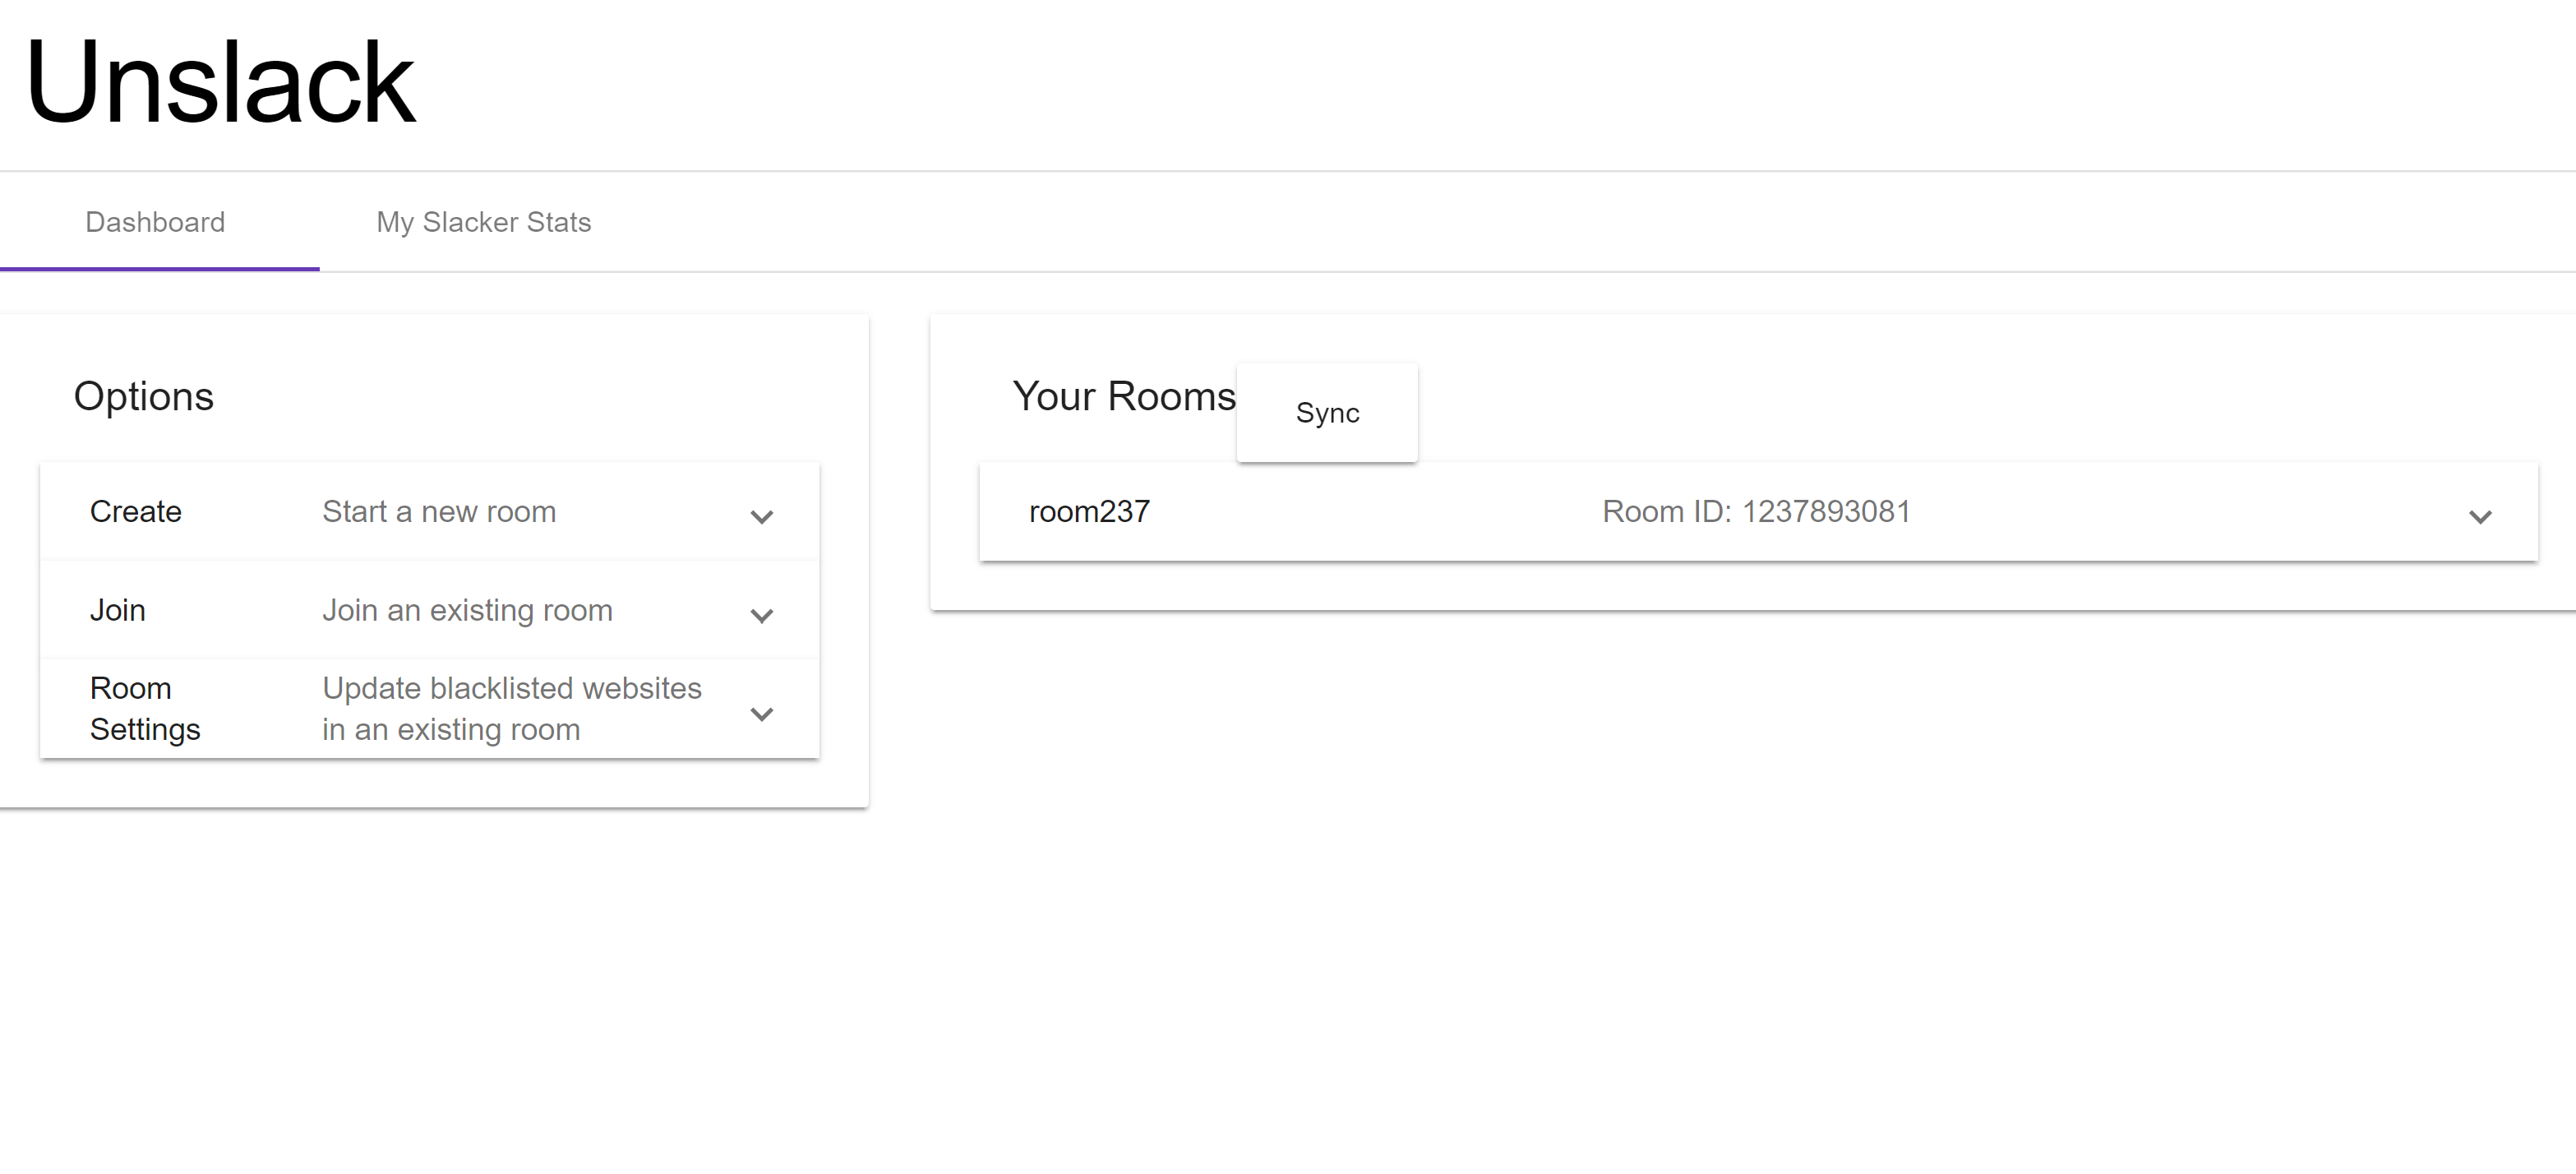 Unslack
Dashboard
My Slacker Stats
Options
Create
Start a new room
Join
Join an existing room
Room
Settings
Update blacklisted websites
in an existing room
Your Rooms
Sync
room237
Room ID: 1237893081